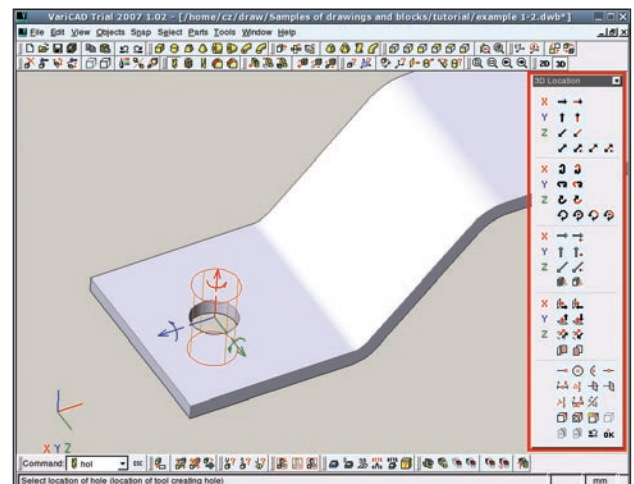 VariCAD Trial 2007 1.02 - [/home/cz/draw/Samples of drawings and blocks/tutorial/example 1-2.dwb*]
File Edit View Objects Snap Select Parts Tools Window Help
2D 3D
3D Location
X
Y
Z
X
Y
Z
X
Y
Z
X
Y
Z
OK
X Y Z
Command: hol ESC
Select location of hole (location of tool creating hole)
mm